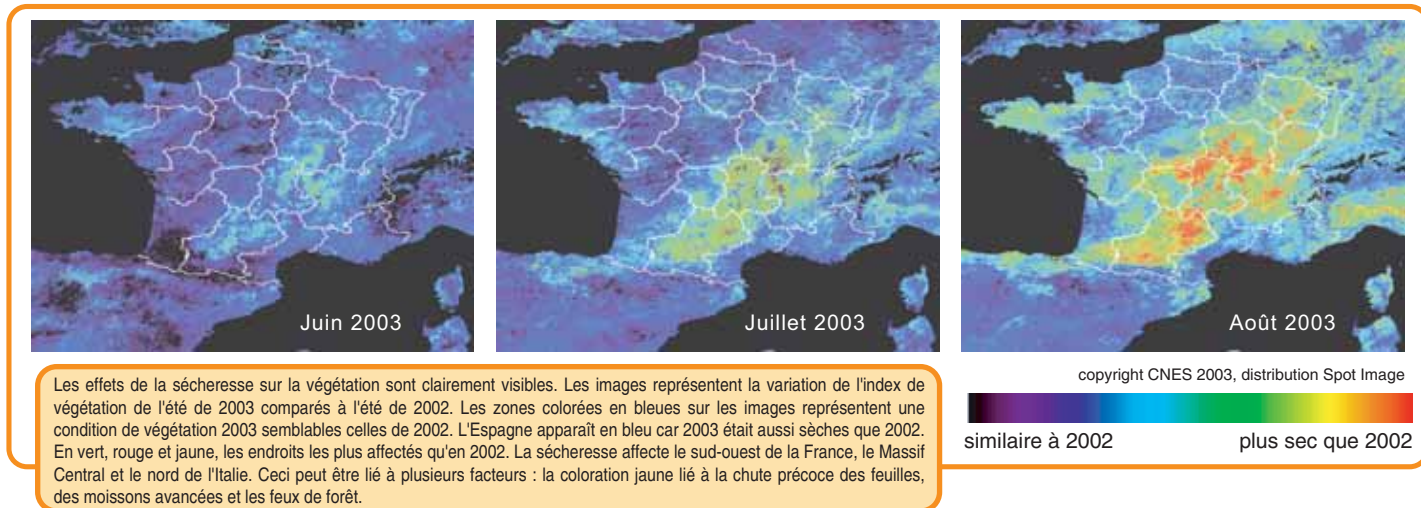 Juin 2003
Juillet 2003
Août 2003
Les effets de la sécheresse sur la végétation sont clairement visibles. Les images représentent la variation de l'index de
végétation de l'été de 2003 comparés à l'été de 2002. Les zones colorées en bleues sur les images représentent une
condition de végétation 2003 semblables celles de 2002. L'Espagne apparaît en bleu car 2003 était aussi sèches que 2002.
En vert, rouge et jaune, les endroits les plus affectés qu'en 2002. La sécheresse affecte le sud-ouest de la France, le Massif
Central et le nord de l'Italie. Ceci peut être lié à plusieurs facteurs : la coloration jaune lié à la chute précoce des feuilles,
des moissons avancées et les feux de forêt.
copyright CNES 2003, distribution Spot Image
similaire à 2002 plus sec que 2002